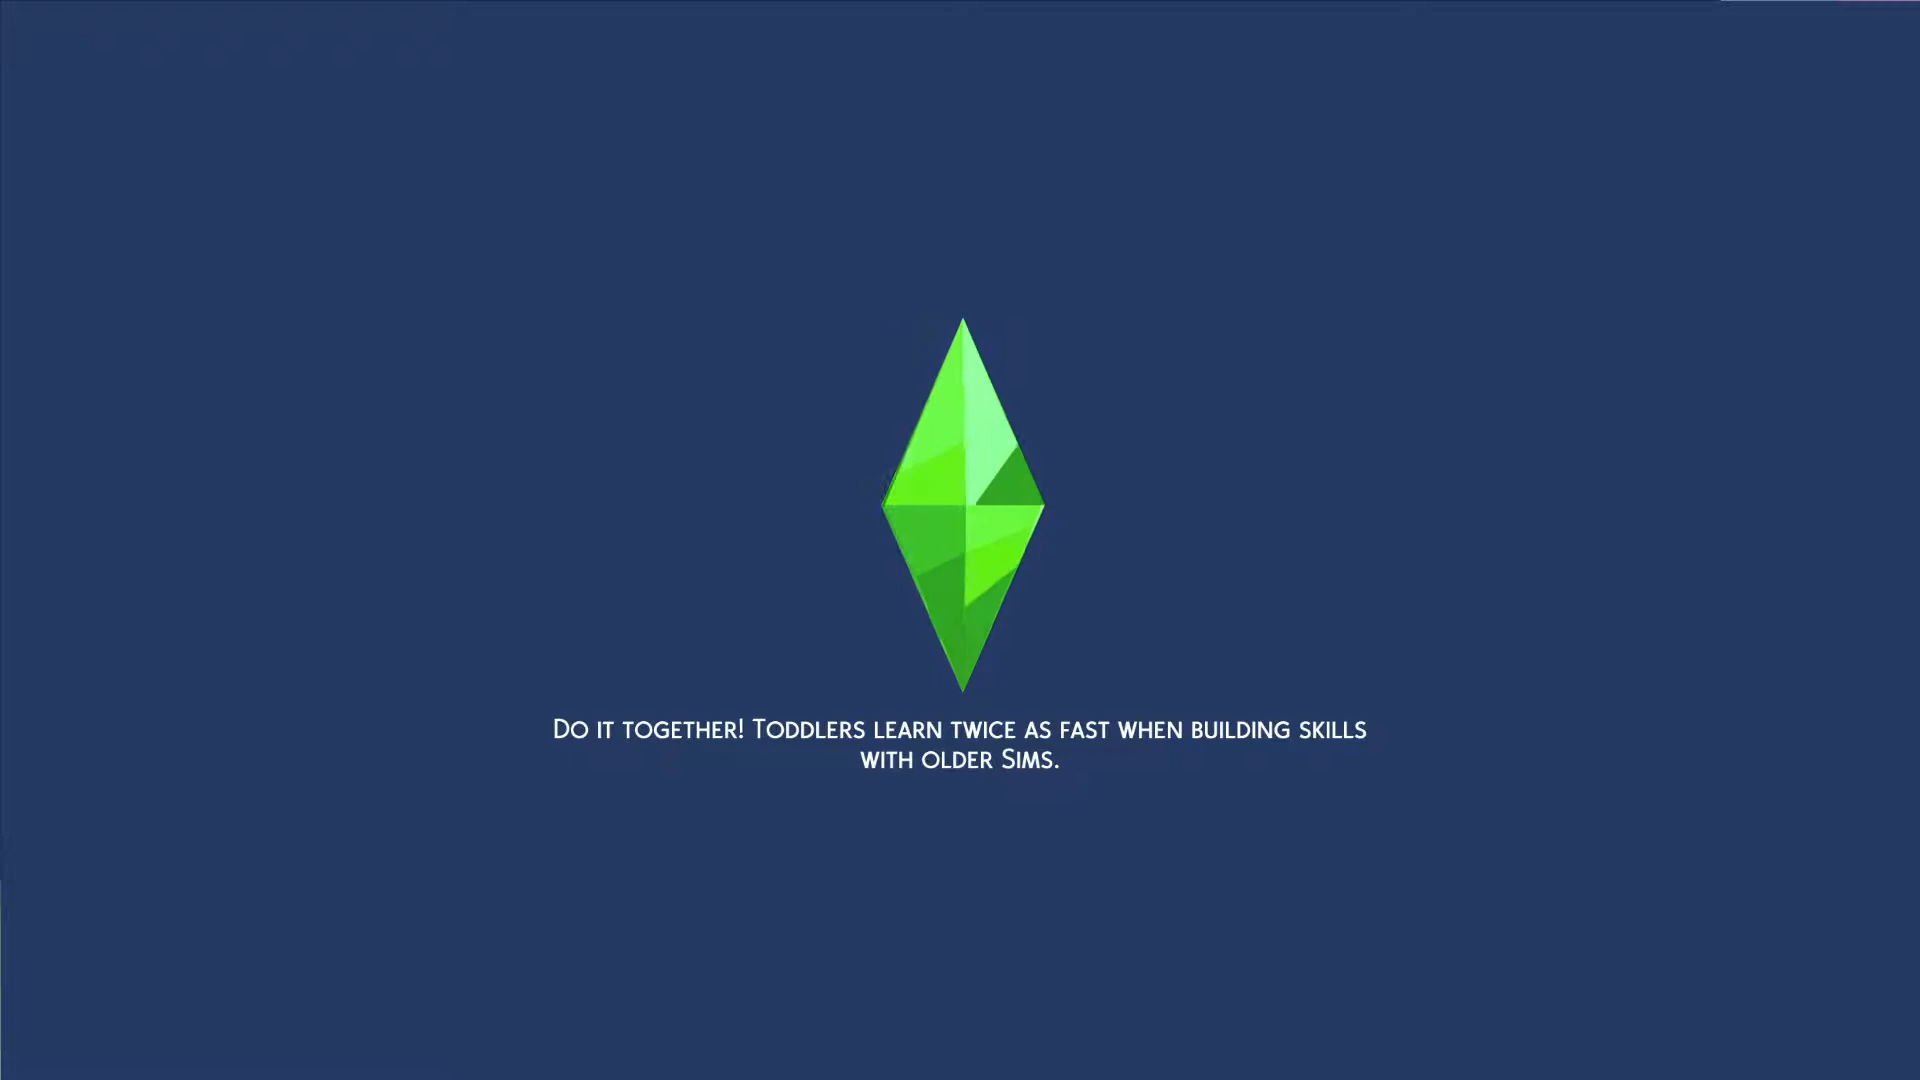 Do it together! Toddlers learn twice as fast when building skills
with older Sims.